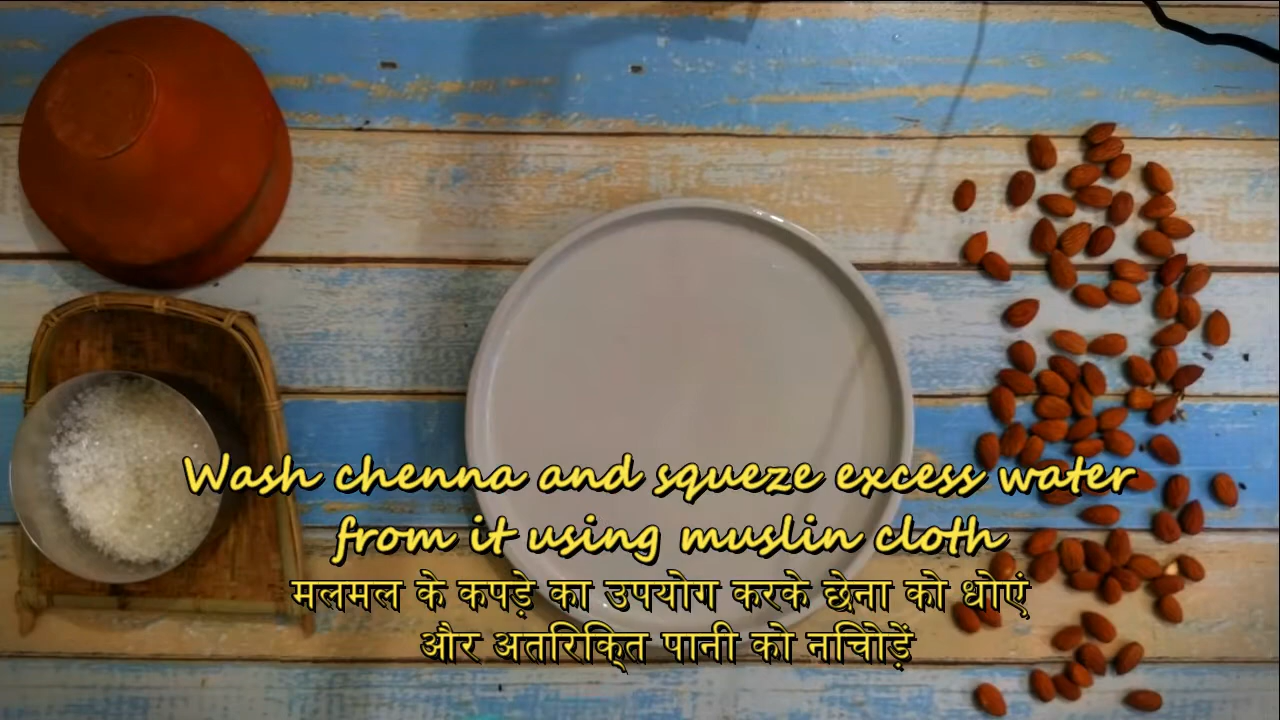 Wash chenna and squeze excess water
from it using muslin cloth
मलमल के कपड़े का उपयोग करके छेना को धोएं
और अतिरिक्ति पानी को निचोड़ें